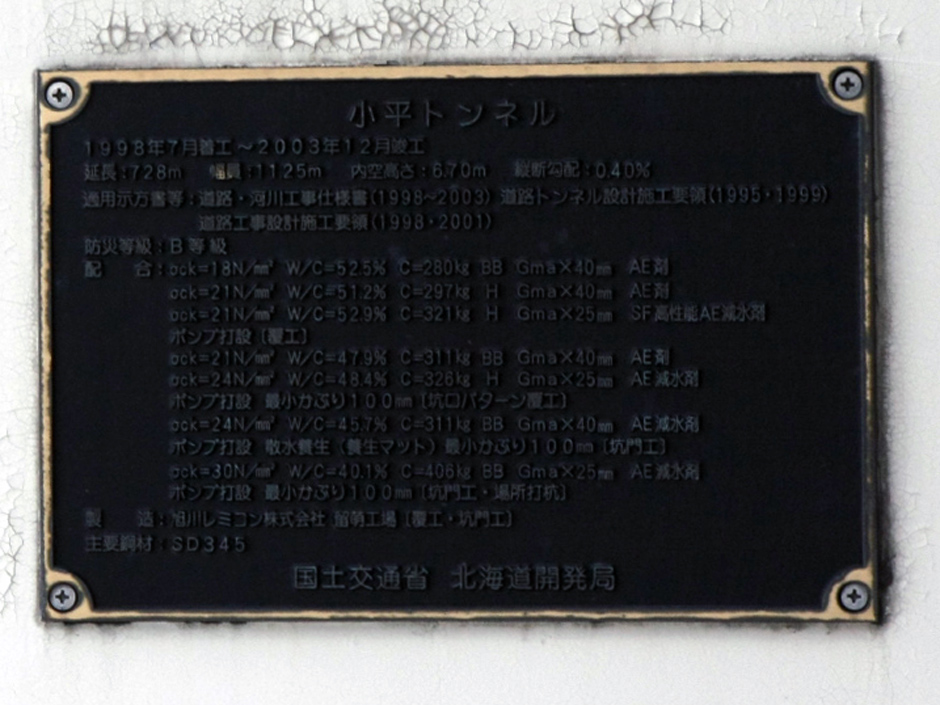 小平トンネル
1998年7月着工～2003年12月竣工
延長：728m 幅員：1125m 内空高さ：6.70m 縦断勾配：0.40%
適用示方書等：道路・河川工事仕様書(1998～2003) 道路トンネル設計施工要領(1995・1999)
道路工事設計施工要領(1998・2001)
防災等級：B等級
配 合：σck=18N/㎟ W/C=52.5% C=280kg BB Gmax×40㎜ AE剤
σck=21N/㎟ W/C=51.2% C=297kg H Gmax×40㎜ AE剤
σck=21N/㎟ W/C=52.9% C=321kg H Gmax×25㎜ SF高性能AE減水剤
ポンプ打設〔覆工〕
σck=21N/㎟ W/C=47.9% C=311kg BB Gmax×40㎜ AE剤
σck=24N/㎟ W/C=48.4% C=326kg H Gmax×25㎜ AE減水剤
ポンプ打設 最小かぶり100㎜〔坑口パターン覆工〕
σck=24N/㎟ W/C=45.7% C=311kg BB Gmax×40㎜ AE減水剤
ポンプ打設 散水養生（養生マット）最小かぶり100㎜〔坑門工〕
σck=30N/㎟ W/C=40.1% C=406kg BB Gmax×25㎜ AE減水剤
ポンプ打設 最小かぶり100㎜〔坑門工・場所打杭〕
製 造：旭川レミコン株式会社 留萌工場〔覆工・坑門工〕
主要鋼材：SD345
国土交通省 北海道開発局